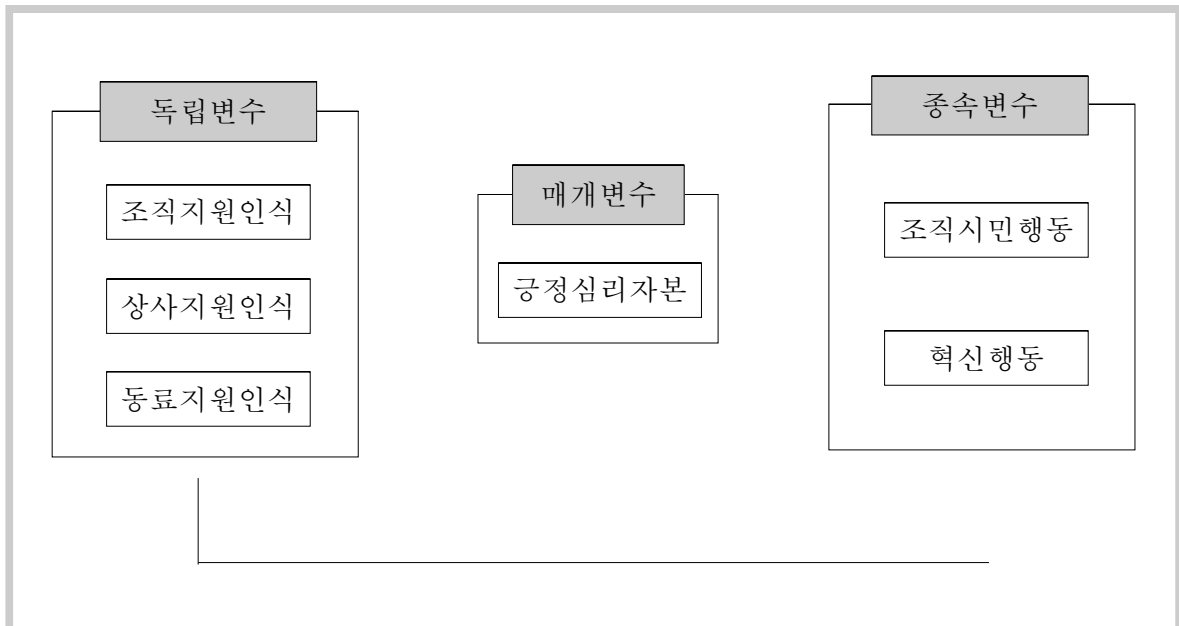 독립변수
조직지원인식
상사지원인식
동료지원인식
매개변수
긍정심리자본
종속변수
조직시민행동
혁신행동